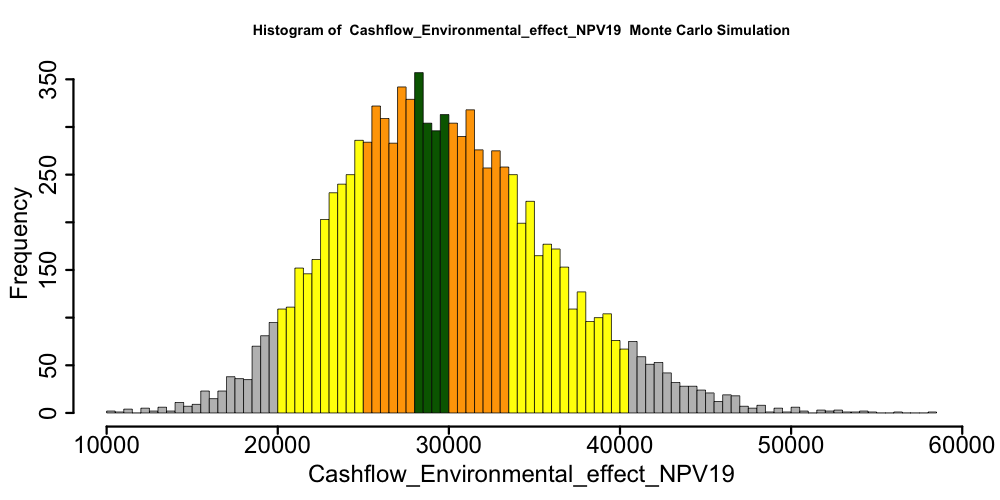 Histogram of  Cashflow_Environmental_effect_NPV19  Monte Carlo Simulation
Frequency
350
250
150
50
0
10000 20000 30000 40000 50000 60000
Cashflow_Environmental_effect_NPV19